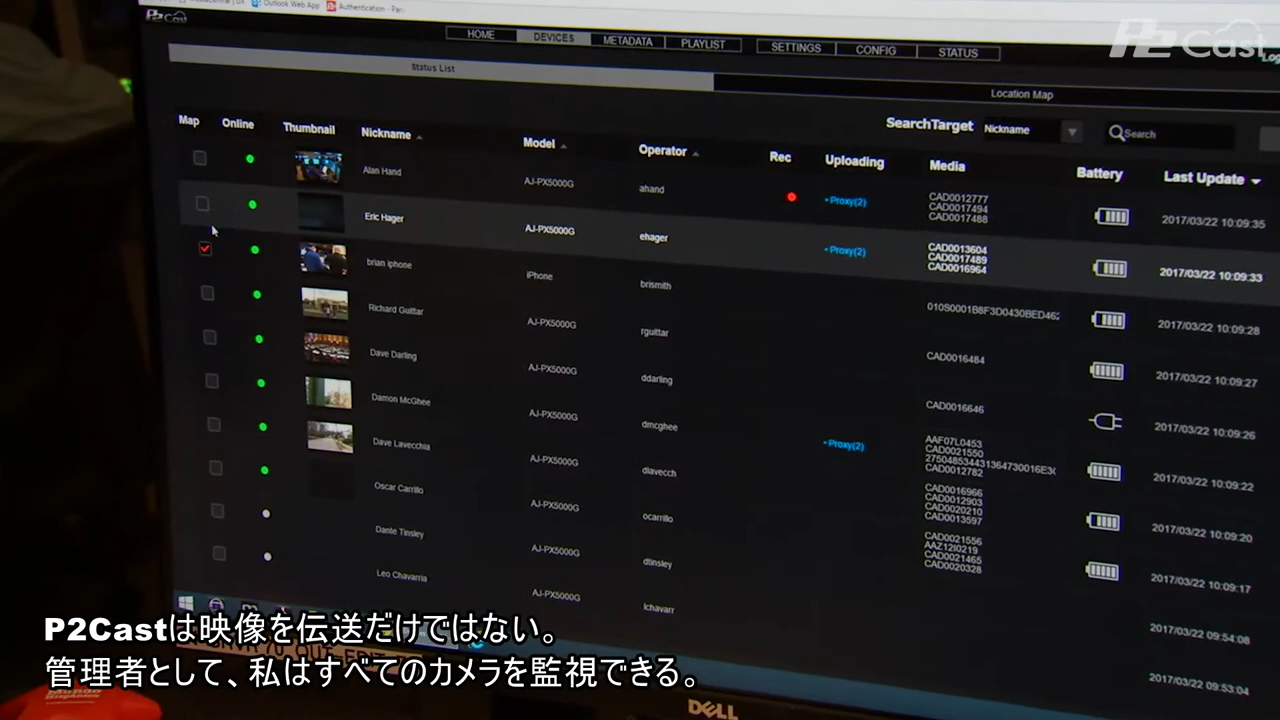 Outlook Web App
Authentication - Pan
P2Cast
P2Cast
HOME DEVICES METADATA PLAYLIST SETTINGS CONFIG STATUS
Log
Status List
Location Map
SearchTarget Nickname Search
Map Online Thumbnail Nickname Model Operator Rec Uploading Media Battery Last Update
Alan Hand AJ-PX5000G ahand • Proxy(2) CAD0012777 CAD0017494 CAD0017488 2017/03/22 10:09:35
Eric Hager AJ-PX5000G ehager • Proxy(2) CAD0013604 CAD0017489 CAD0016964 2017/03/22 10:09:33
brian iphone iPhone brismith 2017/03/22 10:09:28
Richard Guittar AJ-PX5000G rguittar CAD0016484 2017/03/22 10:09:27
Dave Darling AJ-PX5000G ddarling CAD0016646 2017/03/22 10:09:26
Damon McGhee AJ-PX5000G dmcghee • Proxy(2) AAF07L0453 CAD0021550 CAD0012782 2017/03/22 10:09:22
Dave Lavecchia AJ-PX5000G dlavecch CAD0016966 CAD0012903 CAD0020210 CAD0013597 2017/03/22 10:09:20
Oscar Carrillo AJ-PX5000G ocarrillo CAD0021556 AAZ12I0219 CAD0021465 CAD0020328 2017/03/22 10:09:17
Dante Tinsley AJ-PX5000G dtinsley 2017/03/22 09:54:08
Leo Chavarria AJ-PX5000G lchavarr 2017/03/22 09:53:04
P2Castは映像を伝送だけではない。
管理者として、私はすべてのカメラを監視できる。
DELL